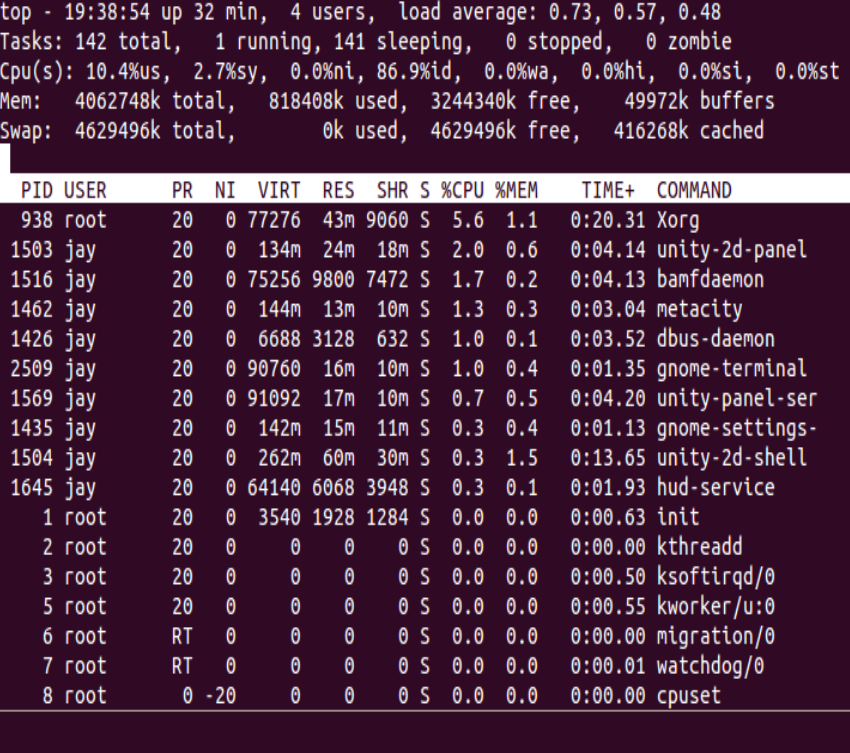 top - 19:38:54 up 32 min,  4 users,  load average: 0.73, 0.57, 0.48
Tasks: 142 total,   1 running, 141 sleeping,   0 stopped,   0 zombie
Cpu(s): 10.4%us,  2.7%sy,  0.0%ni, 86.9%id,  0.0%wa,  0.0%hi,  0.0%si,  0.0%st
Mem:   4062748k total,   818408k used,  3244340k free,    49972k buffers
Swap:  4629496k total,        0k used,  4629496k free,   416268k cached
  PID USER      PR  NI  VIRT  RES  SHR S %CPU %MEM    TIME+  COMMAND
  938 root      20   0 77276  43m 9060 S  5.6  1.1   0:20.31 Xorg
 1503 jay       20   0  134m  24m  18m S  2.0  0.6   0:04.14 unity-2d-panel
 1516 jay       20   0 75256 9800 7472 S  1.7  0.2   0:04.13 bamfdaemon
 1462 jay       20   0  144m  13m  10m S  1.3  0.3   0:03.04 metacity
 1426 jay       20   0  6688 3128  632 S  1.0  0.1   0:03.52 dbus-daemon
 2509 jay       20   0 90760  16m  10m S  1.0  0.4   0:01.35 gnome-terminal
 1569 jay       20   0 91092  17m  10m S  0.7  0.5   0:04.20 unity-panel-ser
 1435 jay       20   0  142m  15m  11m S  0.3  0.4   0:01.13 gnome-settings-
 1504 jay       20   0  262m  60m  30m S  0.3  1.5   0:13.65 unity-2d-shell
 1645 jay       20   0 64140 6068 3948 S  0.3  0.1   0:01.93 hud-service
    1 root      20   0  3540 1928 1284 S  0.0  0.0   0:00.63 init
    2 root      20   0     0    0    0 S  0.0  0.0   0:00.00 kthreadd
    3 root      20   0     0    0    0 S  0.0  0.0   0:00.50 ksoftirqd/0
    5 root      20   0     0    0    0 S  0.0  0.0   0:00.55 kworker/u:0
    6 root      RT   0     0    0    0 S  0.0  0.0   0:00.00 migration/0
    7 root      RT   0     0    0    0 S  0.0  0.0   0:00.01 watchdog/0
    8 root       0 -20     0    0    0 S  0.0  0.0   0:00.00 cpuset